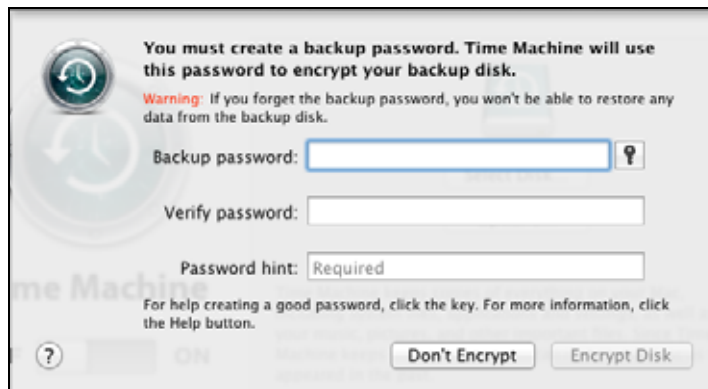 You must create a backup password. Time Machine will use
this password to encrypt your backup disk.
Warning: If you forget the backup password, you won't be able to restore any
data from the backup disk.
Backup password:
Select Disk...
Verify password:
Password hint: Required
me Machine
For help creating a good password, click the key. For more information, click
the Help button.
? ON Don't Encrypt Encrypt Disk